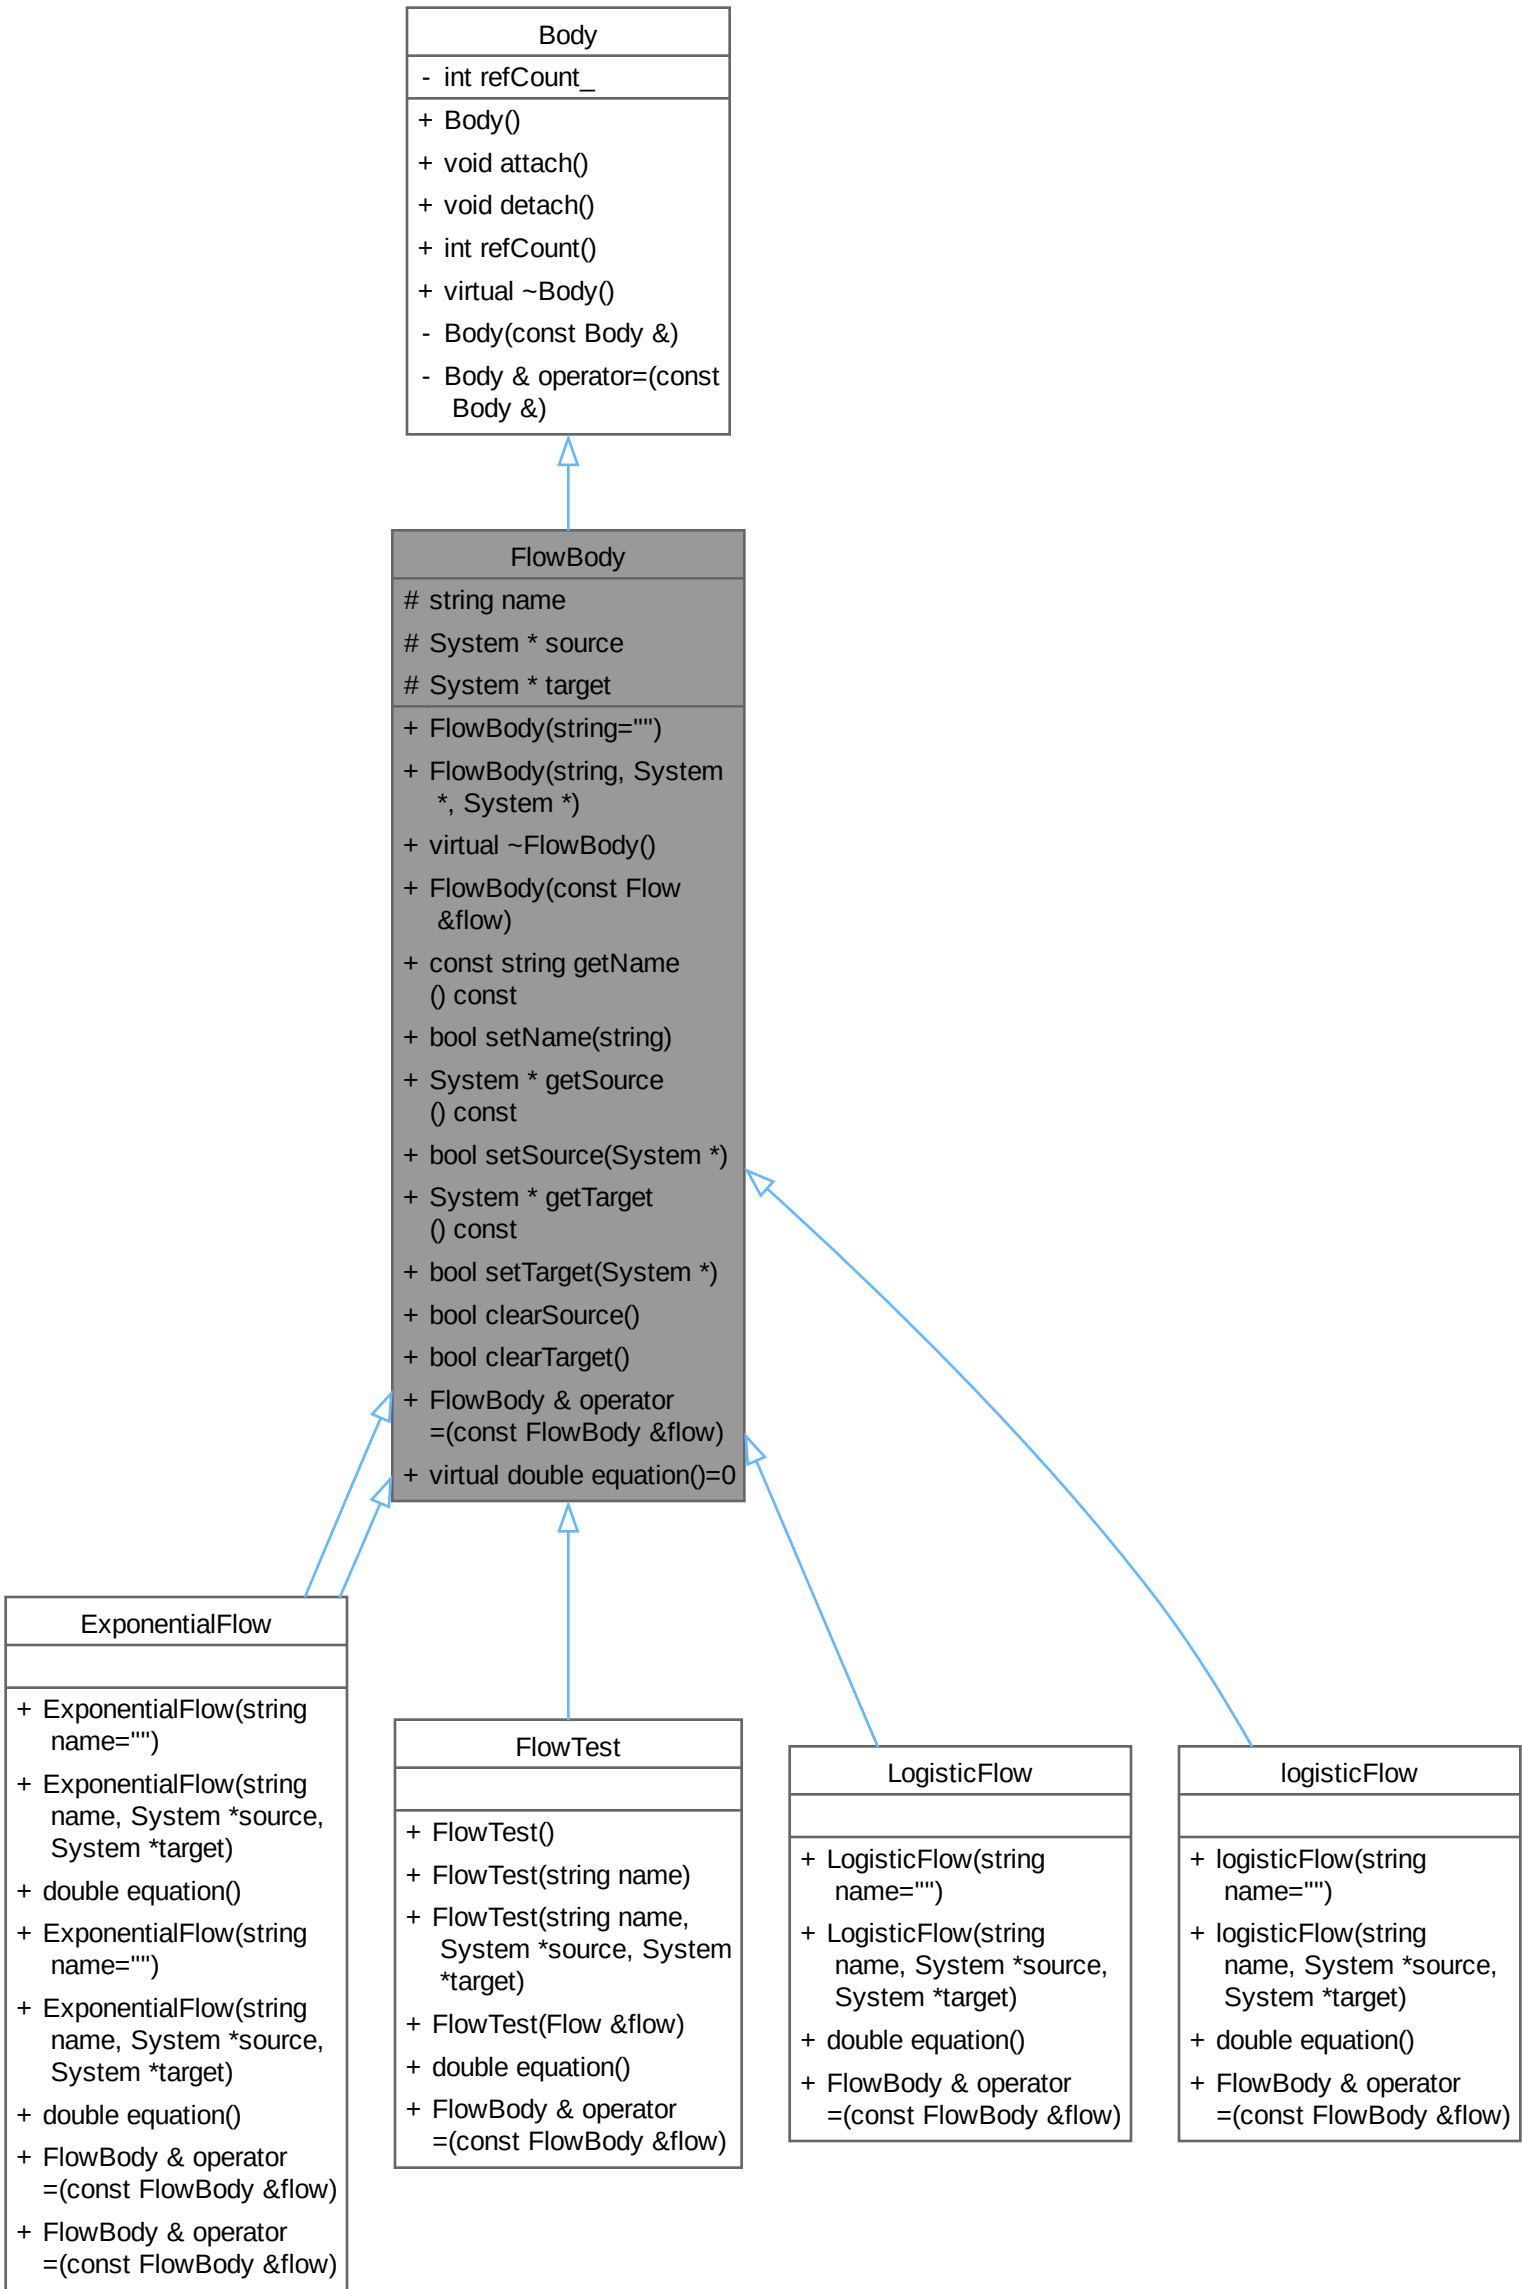 Body
- int refCount_
+ Body()
+ void attach()
+ void detach()
+ int refCount()
+ virtual ~Body()
- Body(const Body &)
- Body & operator=(const
Body &)
FlowBody
# string name
# System * source
# System * target
+ FlowBody(string="")
+ FlowBody(string, System
*, System *)
+ virtual ~FlowBody()
+ FlowBody(const Flow
&flow)
+ const string getName
() const
+ bool setName(string)
+ System * getSource
() const
+ bool setSource(System *)
+ System * getTarget
() const
+ bool setTarget(System *)
+ bool clearSource()
+ bool clearTarget()
+ FlowBody & operator
=(const FlowBody &flow)
+ virtual double equation()=0
ExponentialFlow
+ ExponentialFlow(string
name="")
+ ExponentialFlow(string
name, System *source,
System *target)
+ double equation()
+ ExponentialFlow(string
name="")
+ ExponentialFlow(string
name, System *source,
System *target)
+ double equation()
+ FlowBody & operator
=(const FlowBody &flow)
+ FlowBody & operator
=(const FlowBody &flow)
FlowTest
+ FlowTest()
+ FlowTest(string name)
+ FlowTest(string name,
System *source, System
*target)
+ FlowTest(Flow &flow)
+ double equation()
+ FlowBody & operator
=(const FlowBody &flow)
LogisticFlow
+ LogisticFlow(string
name="")
+ LogisticFlow(string
name, System *source,
System *target)
+ double equation()
+ FlowBody & operator
=(const FlowBody &flow)
logisticFlow
+ logisticFlow(string
name="")
+ logisticFlow(string
name, System *source,
System *target)
+ double equation()
+ FlowBody & operator
=(const FlowBody &flow)